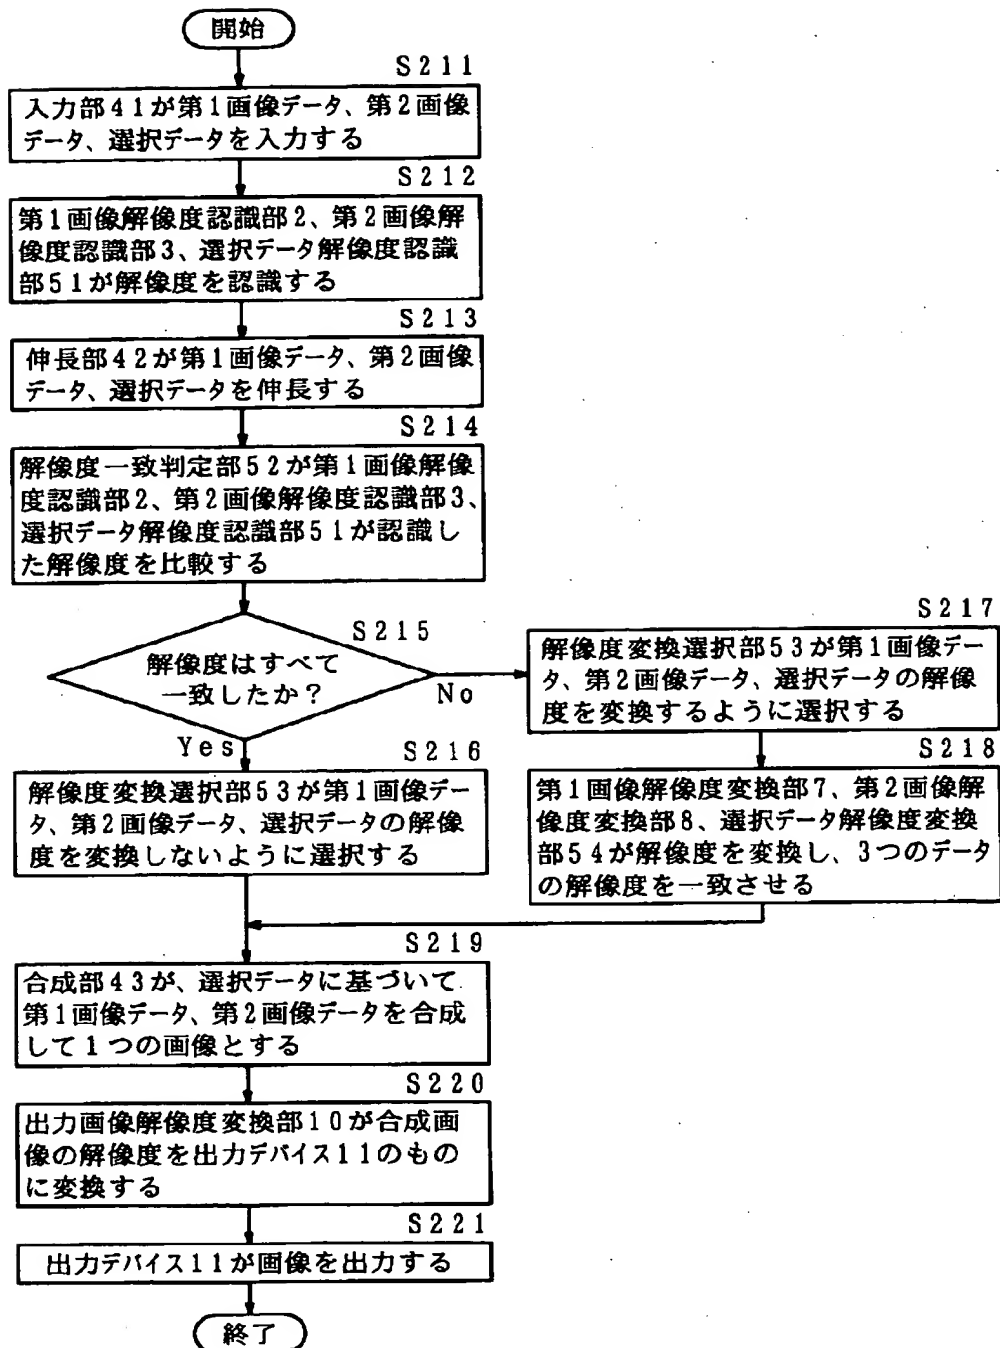 開始
S211
入力部41が第1画像データ、第2画像
データ、選択データを入力する
S212
第1画像解像度認識部2、第2画像解
像度認識部3、選択データ解像度認識
部51が解像度を認識する
S213
伸長部42が第1画像データ、第2画像
データ、選択データを伸長する
S214
解像度一致判定部52が第1画像解像
度認識部2、第2画像解像度認識部3、
選択データ解像度認識部51が認識し
た解像度を比較する
S215
解像度はすべて
一致したか?
No
Yes
S217
解像度変換選択部53が第1画像デー
タ、第2画像データ、選択データの解像
度を変換するように選択する
S218
第1画像解像度変換部7、第2画像解
像度変換部8、選択データ解像度変換
部54が解像度を変換し、3つのデータ
の解像度を一致させる
S216
解像度変換選択部53が第1画像デー
タ、第2画像データ、選択データの解像
度を変換しないように選択する
S219
合成部43が、選択データに基づいて
第1画像データ、第2画像データを合成
して1つの画像とする
S220
出力画像解像度変換部10が合成画
像の解像度を出力デバイス11のもの
に変換する
S221
出力デバイス11が画像を出力する
終了